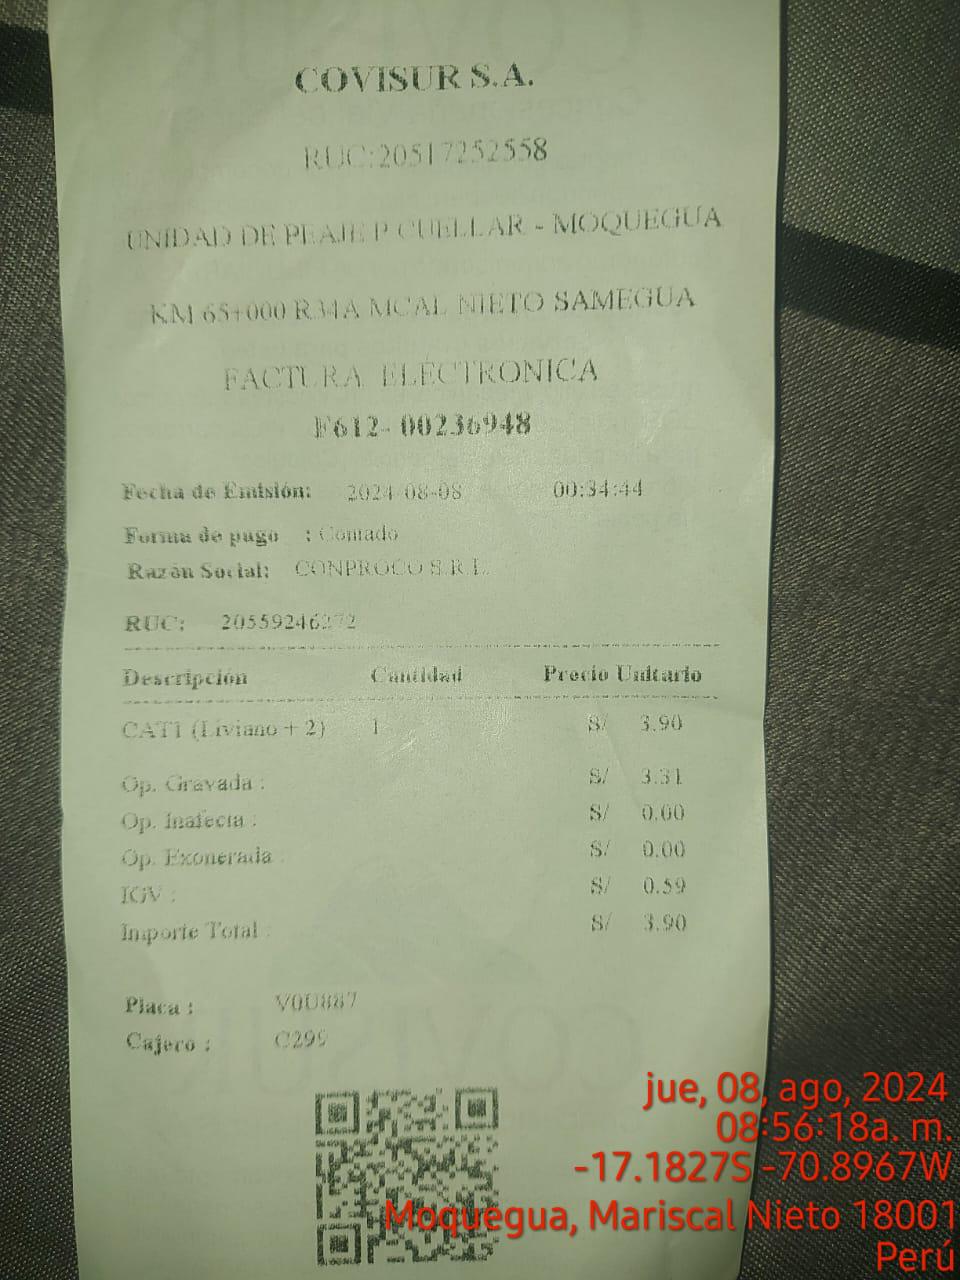 COVISUR S.A.
RUC:20517252558
UNIDAD DE PEAJE P CUELLAR - MOQUEGUA
KM 65+000 R34A MCAL NIETO SAMEGUA
FACTURA ELECTRONICA
F612- 00236948
Fecha de Emisión: 2024-08-08 00:34:44
Forma de pago : Contado
Razón Social: CONPROCO S.R.L.
RUC: 20559246272
Descripción Cantidad Precio Unitario
CAT1 (Liviano + 2) 1 S/ 3.90
Op. Gravada : S/ 3.31
Op. Inafecta : S/ 0.00
Op. Exonerada : S/ 0.00
IGV : S/ 0.59
Importe Total : S/ 3.90
Placa : V0U887
Cajero : C299
jue, 08, ago, 2024
08:56:18a. m.
-17.1827S -70.8967W
Moquegua, Mariscal Nieto 18001
Perú